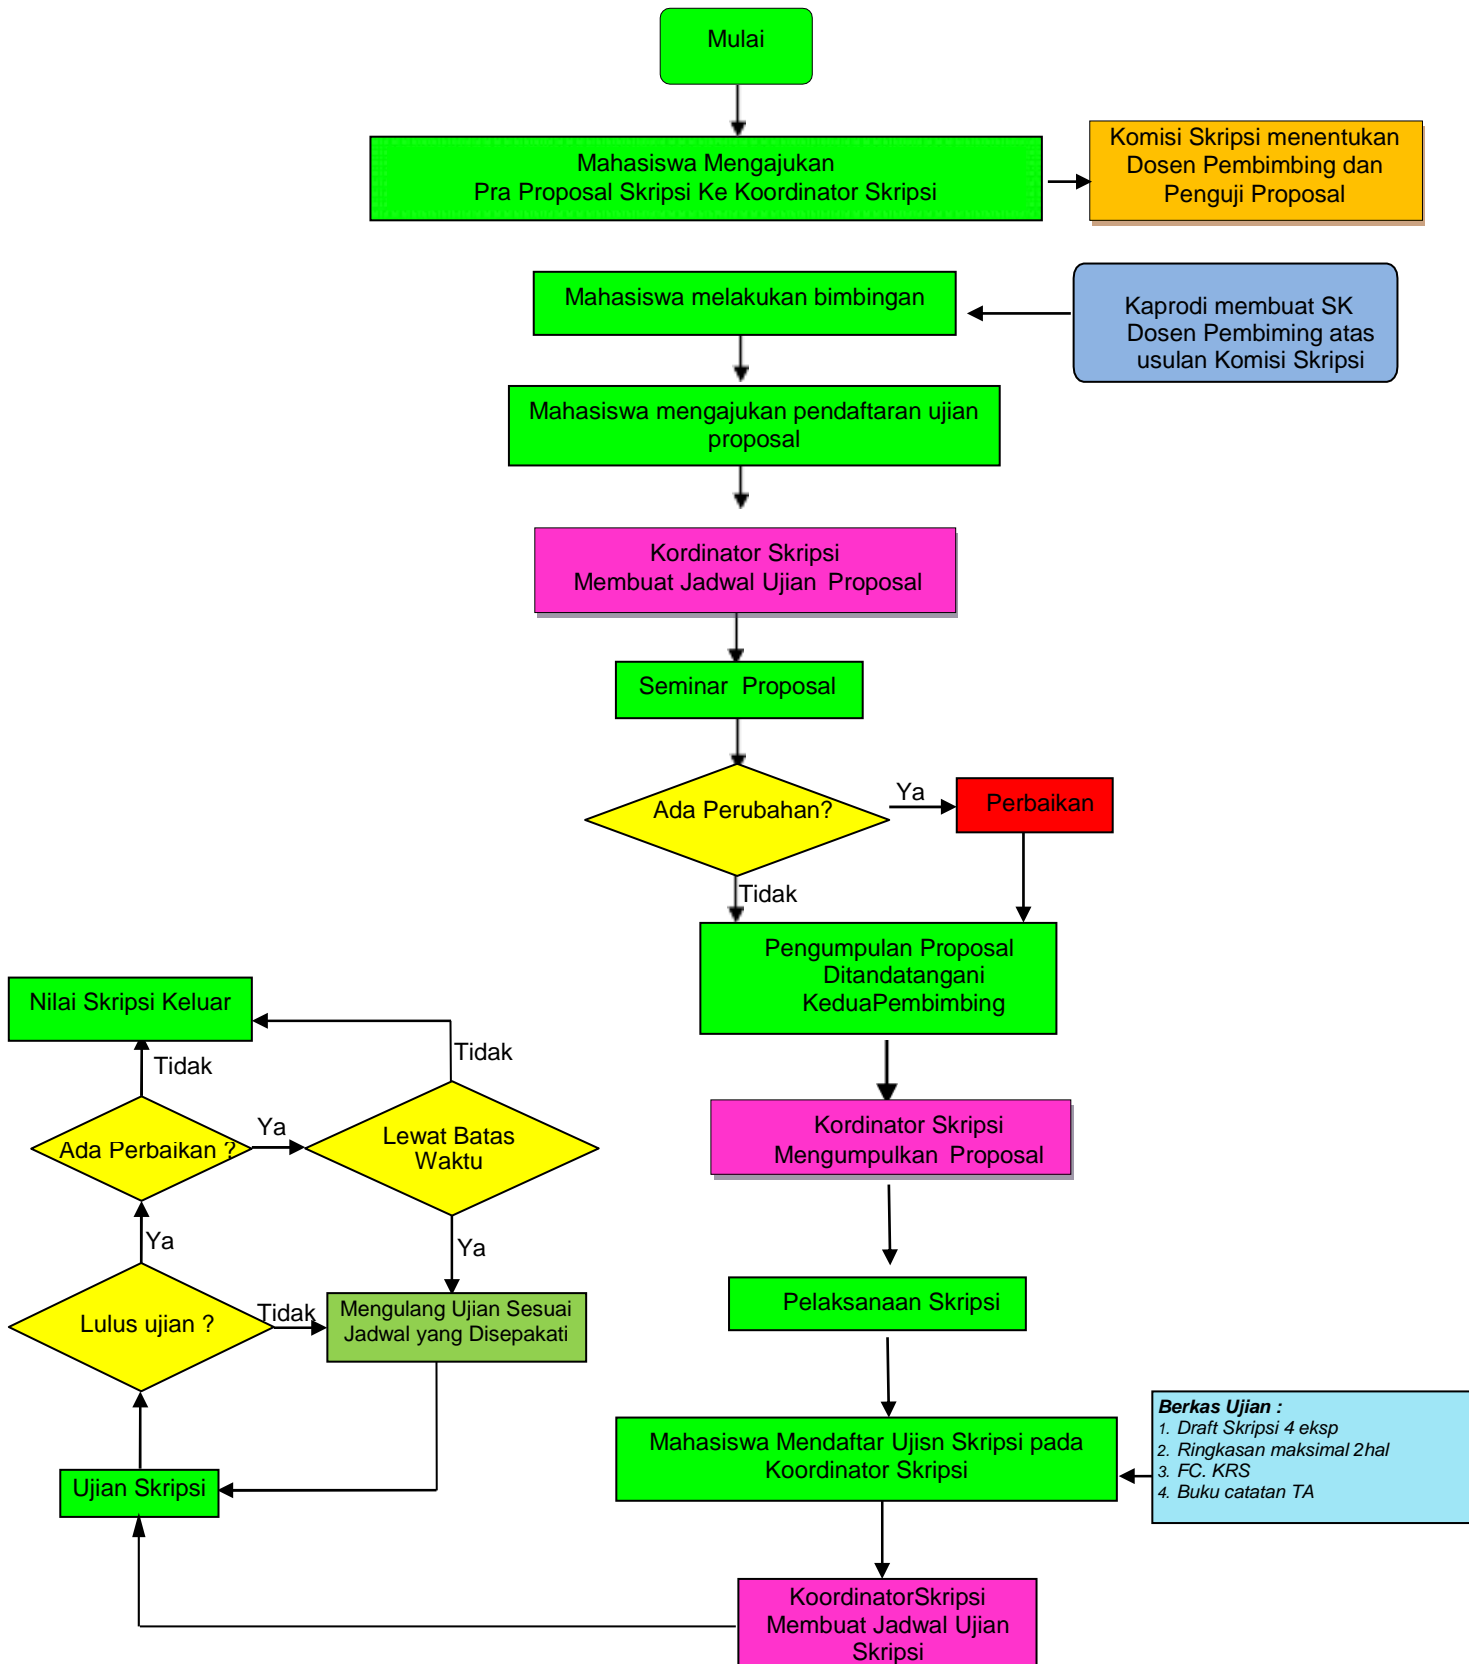 Mulai
Mahasiswa Mengajukan
Pra Proposal Skripsi Ke Koordinator Skripsi
Komisi Skripsi menentukan
Dosen Pembimbing dan
Penguji Proposal
Mahasiswa melakukan bimbingan
Kaprodi membuat SK
Dosen Pembiming atas
usulan Komisi Skripsi
Mahasiswa mengajukan pendaftaran ujian
proposal
Kordinator Skripsi
Membuat Jadwal Ujian Proposal
Seminar Proposal
Ada Perubahan?
Ya
Perbaikan
Tidak
Pengumpulan Proposal
Ditandatangani
KeduaPembimbing
Kordinator Skripsi
Mengumpulkan Proposal
Pelaksanaan Skripsi
Mahasiswa Mendaftar Ujisn Skripsi pada
Koordinator Skripsi
Berkas Ujian :
1. Draft Skripsi 4 eksp
2. Ringkasan maksimal 2hal
3. FC. KRS
4. Buku catatan TA
KoordinatorSkripsi
Membuat Jadwal Ujian
Skripsi
Ujian Skripsi
Lulus ujian ?
Tidak
Mengulang Ujian Sesuai
Jadwal yang Disepakati
Ya
Ada Perbaikan ?
Ya
Lewat Batas
Waktu
Ya
Tidak
Tidak
Nilai Skripsi Keluar